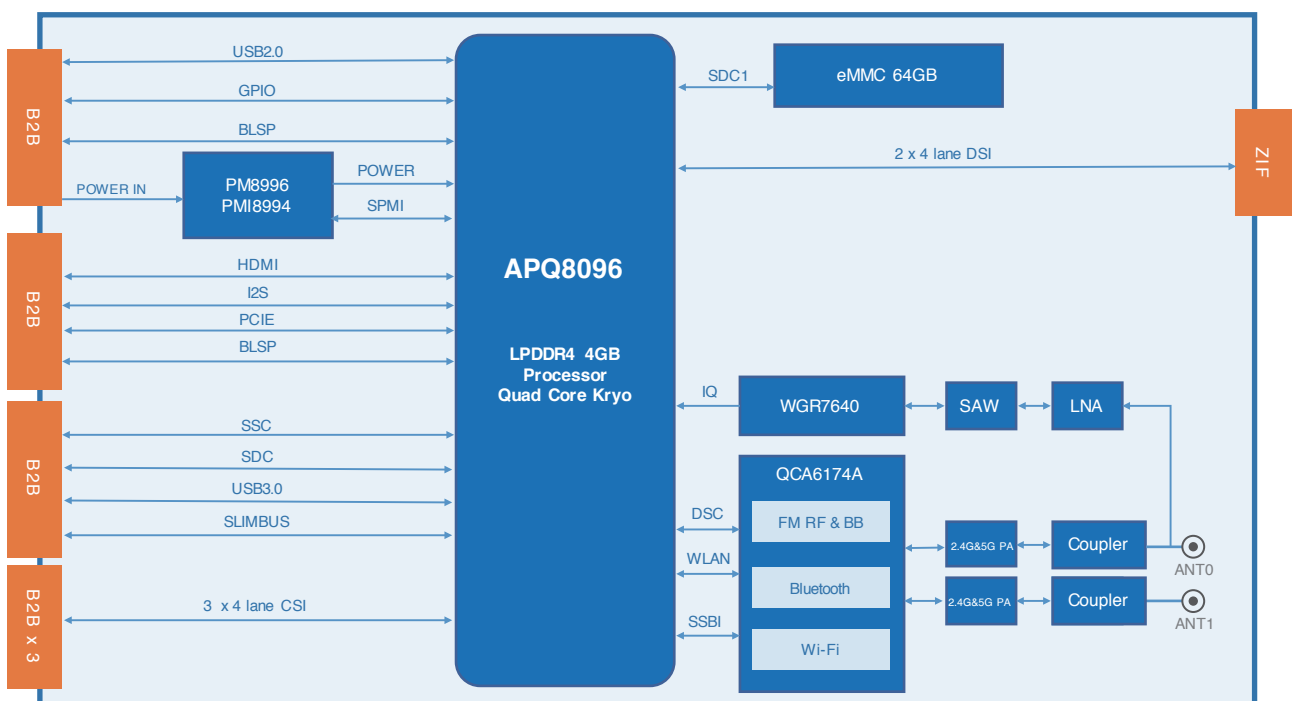 B2B
USB2.0
GPIO
BLSP
POWER IN
PM8996
PMI8994
POWER
SPMI
B2B
HDMI
I2S
PCIE
BLSP
B2B
SSC
SDC
USB3.0
SLIMBUS
B2B x 3
3 x 4 lane CSI
APQ8096
LPDDR4 4GB
Processor
Quad Core Kryo
SDC1
eMMC 64GB
2 x 4 lane DSI
ZIF
IQ
WGR7640
SAW
LNA
QCA6174A
DSC
FM RF & BB
WLAN
Bluetooth
SSBI
Wi-Fi
2.4G&5G PA
Coupler
ANT0
2.4G&5G PA
Coupler
ANT1